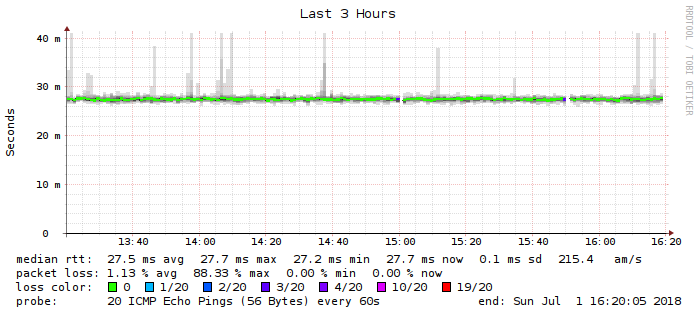 Last 3 Hours
RRDTOOL / TOBI OETIKER
Seconds
40 m
30 m
20 m
10 m
0
13:40 14:00 14:20 14:40 15:00 15:20 15:40 16:00 16:20
median rtt: 27.5 ms avg 27.7 ms max 27.2 ms min 27.7 ms now 0.1 ms sd 215.4 am/s
packet loss: 1.13 % avg 88.33 % max 0.00 % min 0.00 % now
loss color: 0 1/20 2/20 3/20 4/20 10/20 19/20
probe: 20 ICMP Echo Pings (56 Bytes) every 60s end: Sun Jul 1 16:20:05 2018